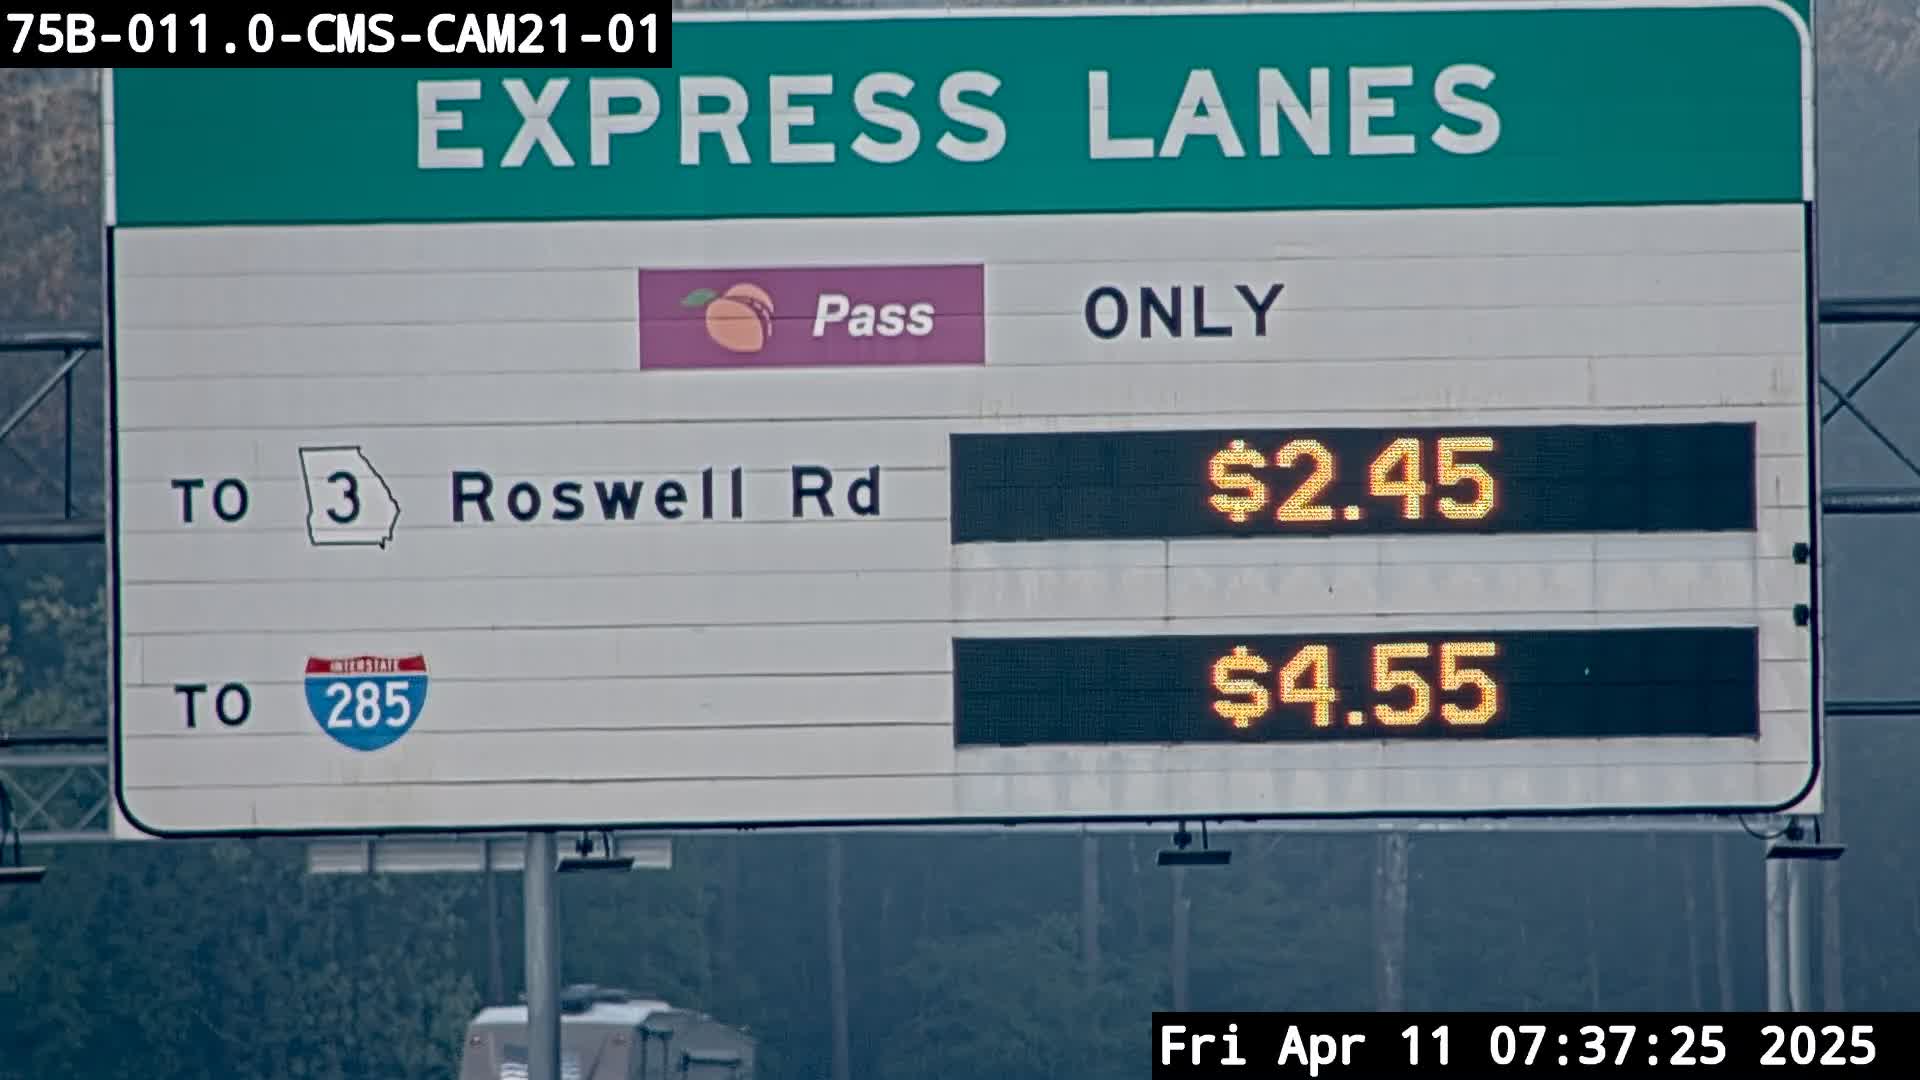 75B-011.0-CMS-CAM21-01
EXPRESS LANES
Pass ONLY
TO 3 Roswell Rd $2.45
TO INTERSTATE 285 $4.55
Fri Apr 11 07:37:25 2025